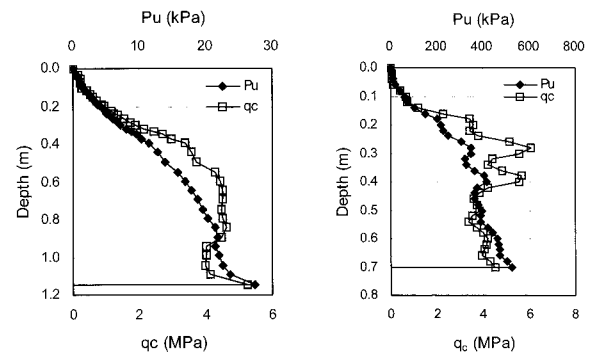 Pu (kPa)
0 10 20 30
0.0
0.2
0.4
0.6
0.8
1.0
1.2
Depth (m)
Pu
qc
0 2 4 6
qc (MPa)
Pu (kPa)
0 200 400 600 800
0.0
0.1
0.2
0.3
0.4
0.5
0.6
0.7
0.8
Depth (m)
Pu
qc
0 2 4 6 8
qc (MPa)